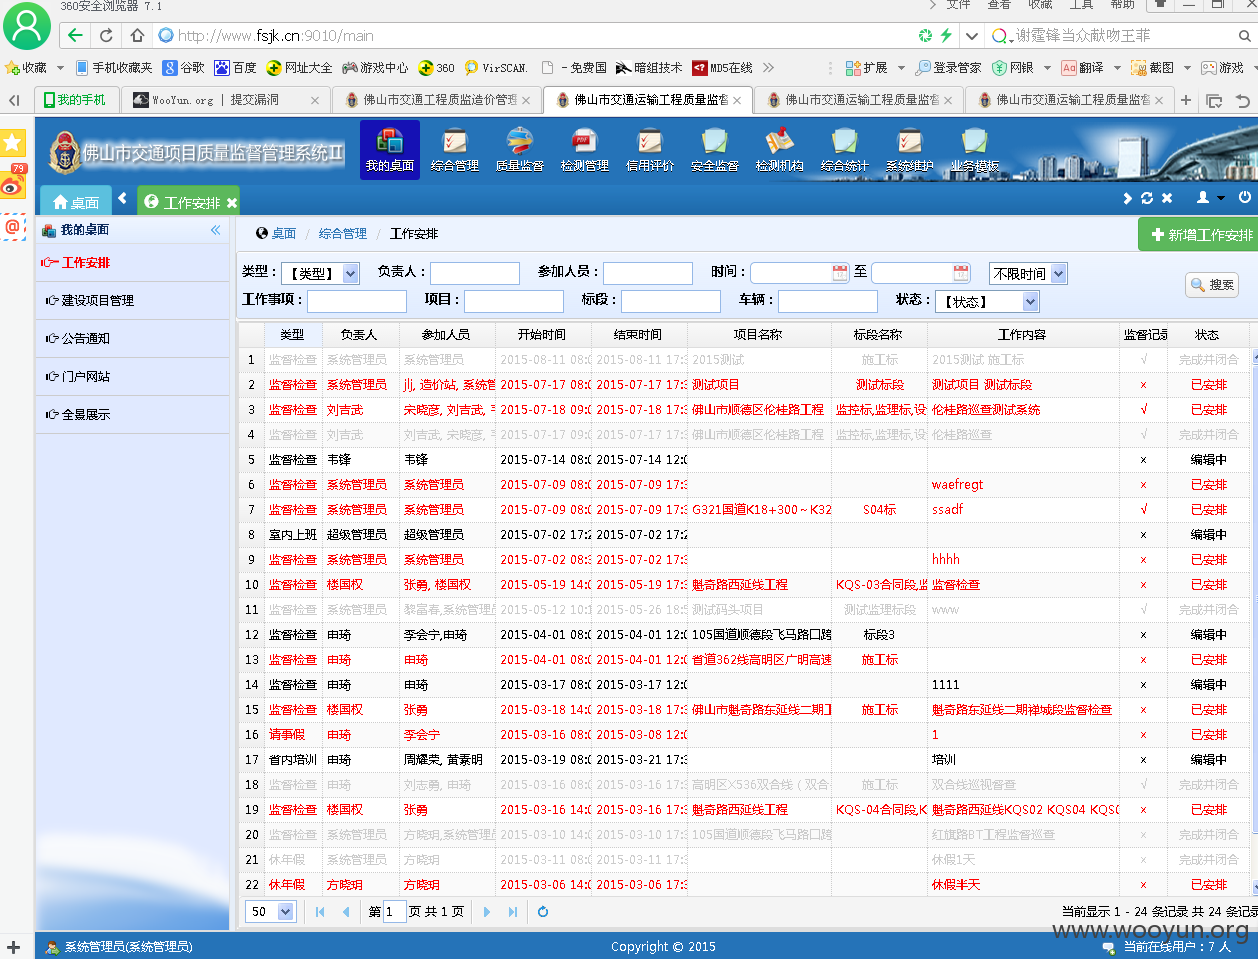 360安全浏览器 7.1
文件 查看 收藏 工具 帮助
http://www.fsjk.cn:9010/main
谢霆锋当众献吻王菲
收藏 手机收藏夹 谷歌 百度 网址大全 游戏中心 360 VirSCAN. - 免费国 暗组技术 MD5在线 扩展 登录管家 网银 翻译 截图 游戏
我的手机 WooYun.org | 提交漏洞 佛山市交通工程质监造价管 佛山市交通运输工程质量监督 佛山市交通运输工程质量监督 佛山市交通运输工程质量监督
79
佛山市交通项目质量监督管理系统II
我的桌面 综合管理 质量监督 检测管理 信用评价 安全监督 检测机构 综合统计 系统维护 业务模板
桌面 工作安排
我的桌面
工作安排
建设项目管理
公告通知
门户网站
全景展示
桌面 / 综合管理 / 工作安排
新增工作安排
类型： 【类型】 负责人： 参加人员： 时间： 至 不限时间
工作事项： 项目： 标段： 车辆： 状态： 【状态】
搜索
类型 负责人 参加人员 开始时间 结束时间 项目名称 标段名称 工作内容 监督记录 状态
1 监督检查 系统管理员 系统管理员 2015-08-11 08:0 2015-08-11 17:3 2015测试 施工标 2015测试 施工标 √ 完成并闭合
2 监督检查 系统管理员 jlj, 造价站, 系统管 2015-07-17 08:0 2015-07-17 17:3 测试项目 测试标段 测试项目 测试标段 × 已安排
3 监督检查 刘吉武 宋晓彦, 刘吉武, 2015-07-18 09:0 2015-07-18 17:3 佛山市顺德区伦桂路工程 监控标,监理标,设 伦桂路巡查测试系统 √ 已安排
4 监督检查 刘吉武 刘吉武, 宋晓彦, 2015-07-17 09:0 2015-07-17 17:3 佛山市顺德区伦桂路工程 监控标,监理标,设 伦桂路巡查 √ 完成并闭合
5 监督检查 韦锋 韦锋 2015-07-14 08:0 2015-07-14 12:0 × 编辑中
6 监督检查 系统管理员 系统管理员 2015-07-09 08:0 2015-07-09 17:3 waefregt × 已安排
7 监督检查 系统管理员 系统管理员 2015-07-09 08:0 2015-07-09 17:3 G321国道K18+300～K32 S04标 ssadf √ 已安排
8 室内上班 超级管理员 超级管理员 2015-07-02 17:2 2015-07-02 17:2 × 编辑中
9 监督检查 系统管理员 系统管理员 2015-07-02 08:3 2015-07-02 17:3 hhhh × 已安排
10 监督检查 楼国权 张勇, 楼国权 2015-05-19 14:0 2015-05-19 17:3 魁奇路西延线工程 KQS-03合同段,监 监督检查 × 已安排
11 监督检查 系统管理员 黎富春,系统管理员 2015-05-12 10:1 2015-05-26 18:5 测试码头项目 测试监理标段 www √ 完成并闭合
12 监督检查 申琦 李会宁,申琦 2015-04-01 08:0 2015-04-01 12:0 105国道顺德段飞马路口跨 标段3 × 编辑中
13 监督检查 申琦 申琦 2015-04-01 08:0 2015-04-01 12:0 省道362线高明区广明高速 施工标 × 已安排
14 监督检查 申琦 申琦 2015-03-17 08:0 2015-03-17 12:0 1111 × 编辑中
15 监督检查 楼国权 张勇 2015-03-18 14:0 2015-03-18 17:3 佛山市魁奇路东延线二期工 施工标 魁奇路东延线二期禅城段监督检查 × 已安排
16 请事假 申琦 李会宁 2015-03-16 08:0 2015-03-08 12:0 1 × 已安排
17 省内培训 申琦 周耀荣, 黄素明 2015-03-19 08:0 2015-03-21 17:3 培训 × 编辑中
18 监督检查 申琦 刘志勇, 申琦 2015-03-16 08:0 2015-03-16 17:3 高明区X536双合线（双合 施工标 双合线巡视督查 √ 完成并闭合
19 监督检查 楼国权 张勇 2015-03-16 14:0 2015-03-16 17:3 魁奇路西延线工程 KQS-04合同段,K 魁奇路西延线KQS02 KQS04 KQS0 × 已安排
20 监督检查 系统管理员 方晓玥,系统管理员 2015-03-10 08:0 2015-03-10 17:3 105国道顺德段飞马路口跨 红旗路BT工程监督巡查 × 完成并闭合
21 休年假 系统管理员 方晓玥 2015-03-11 08:0 2015-03-11 17:3 休假1天 × 完成并闭合
22 休年假 方晓玥 方晓玥 2015-03-06 14:0 2015-03-06 17:3 休假半天 × 已安排
50 第 1 页 共 1 页 当前显示 1 - 24 条记录 共 24 条记录
www.wooyun.org
系统管理员(系统管理员) Copyright © 2015 当前在线用户：7 人